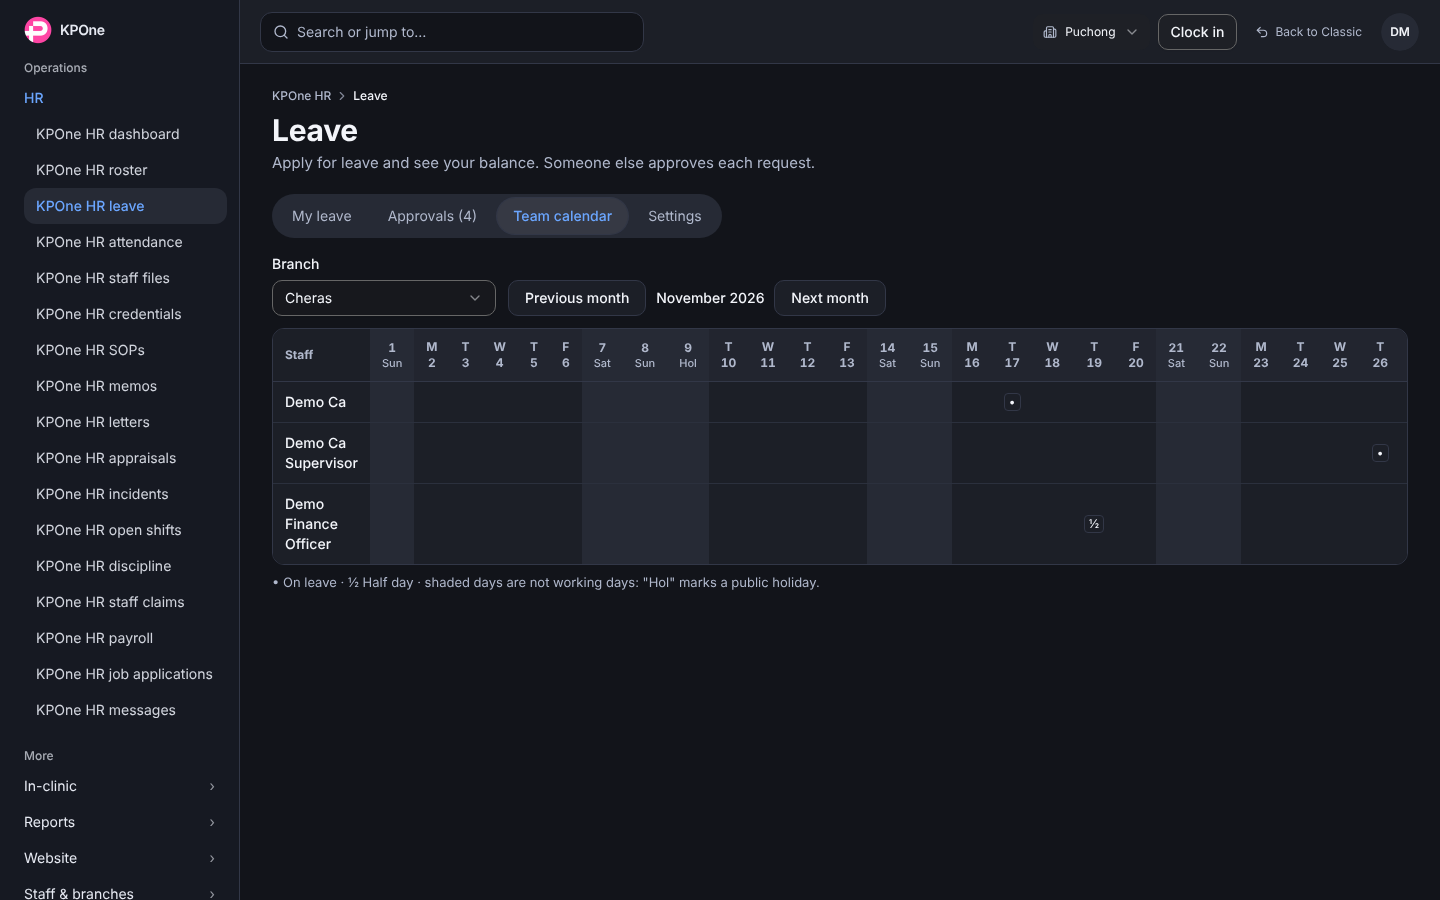 KPOne
Search or jump to...
Puchong
Clock in
Back to Classic
DM
Operations
HR
KPOne HR dashboard
KPOne HR roster
KPOne HR leave
KPOne HR attendance
KPOne HR staff files
KPOne HR credentials
KPOne HR SOPs
KPOne HR memos
KPOne HR letters
KPOne HR appraisals
KPOne HR incidents
KPOne HR open shifts
KPOne HR discipline
KPOne HR staff claims
KPOne HR payroll
KPOne HR job applications
KPOne HR messages
More
In-clinic
Reports
Website
Staff & branches
KPOne HR > Leave
Leave
Apply for leave and see your balance. Someone else approves each request.
My leave Approvals (4) Team calendar Settings
Branch
Cheras Previous month November 2026 Next month
Staff 1 Sun M 2 T 3 W 4 T 5 F 6 7 Sat 8 Sun 9 Hol T 10 W 11 T 12 F 13 14 Sat 15 Sun M 16 T 17 W 18 T 19 F 20 21 Sat 22 Sun M 23 T 24 W 25 T 26
Demo Ca •
Demo Ca
Supervisor •
Demo
Finance ½
Officer
• On leave · ½ Half day · shaded days are not working days: "Hol" marks a public holiday.